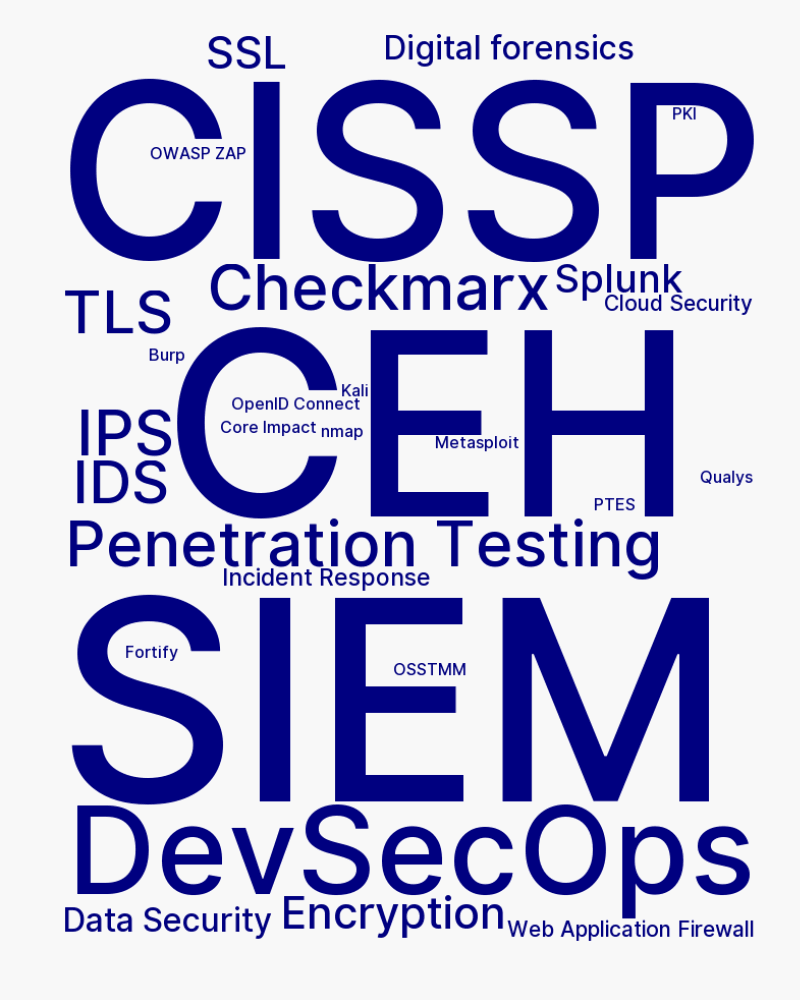 SSL
Digital forensics
CISSP
PKI
OWASP ZAP
Checkmarx
Splunk
TLS
Cloud Security
CEH
Burp
Kali
OpenID Connect
Core Impact
nmap
Metasploit
IPS
IDS
Qualys
PTES
Penetration Testing
Incident Response
SIEM
Fortify
OSSTMM
DevSecOps
Data Security
Encryption
Web Application Firewall